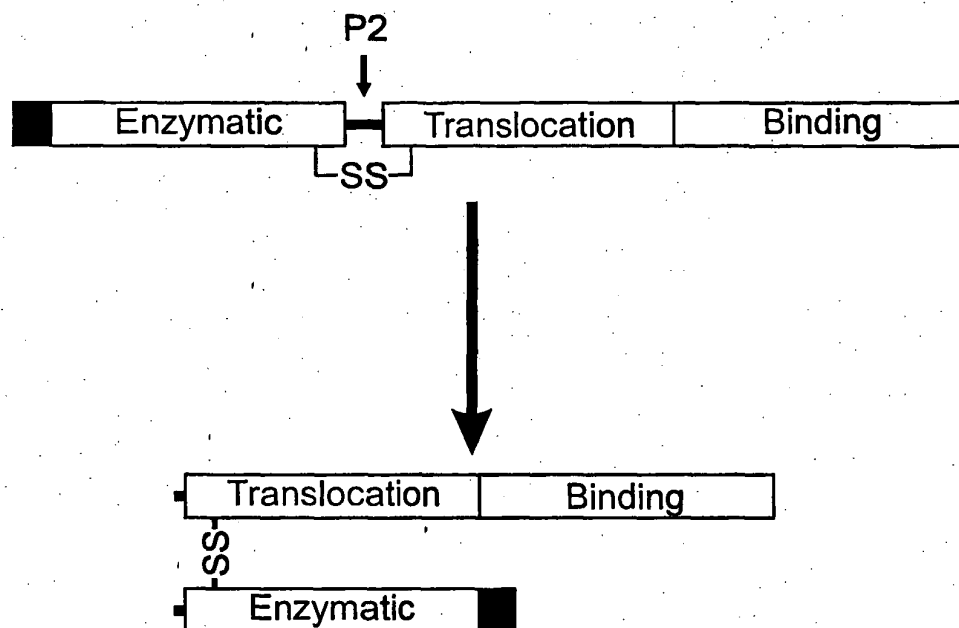 P2
Enzymatic Translocation Binding
SS
Translocation Binding
SS
Enzymatic